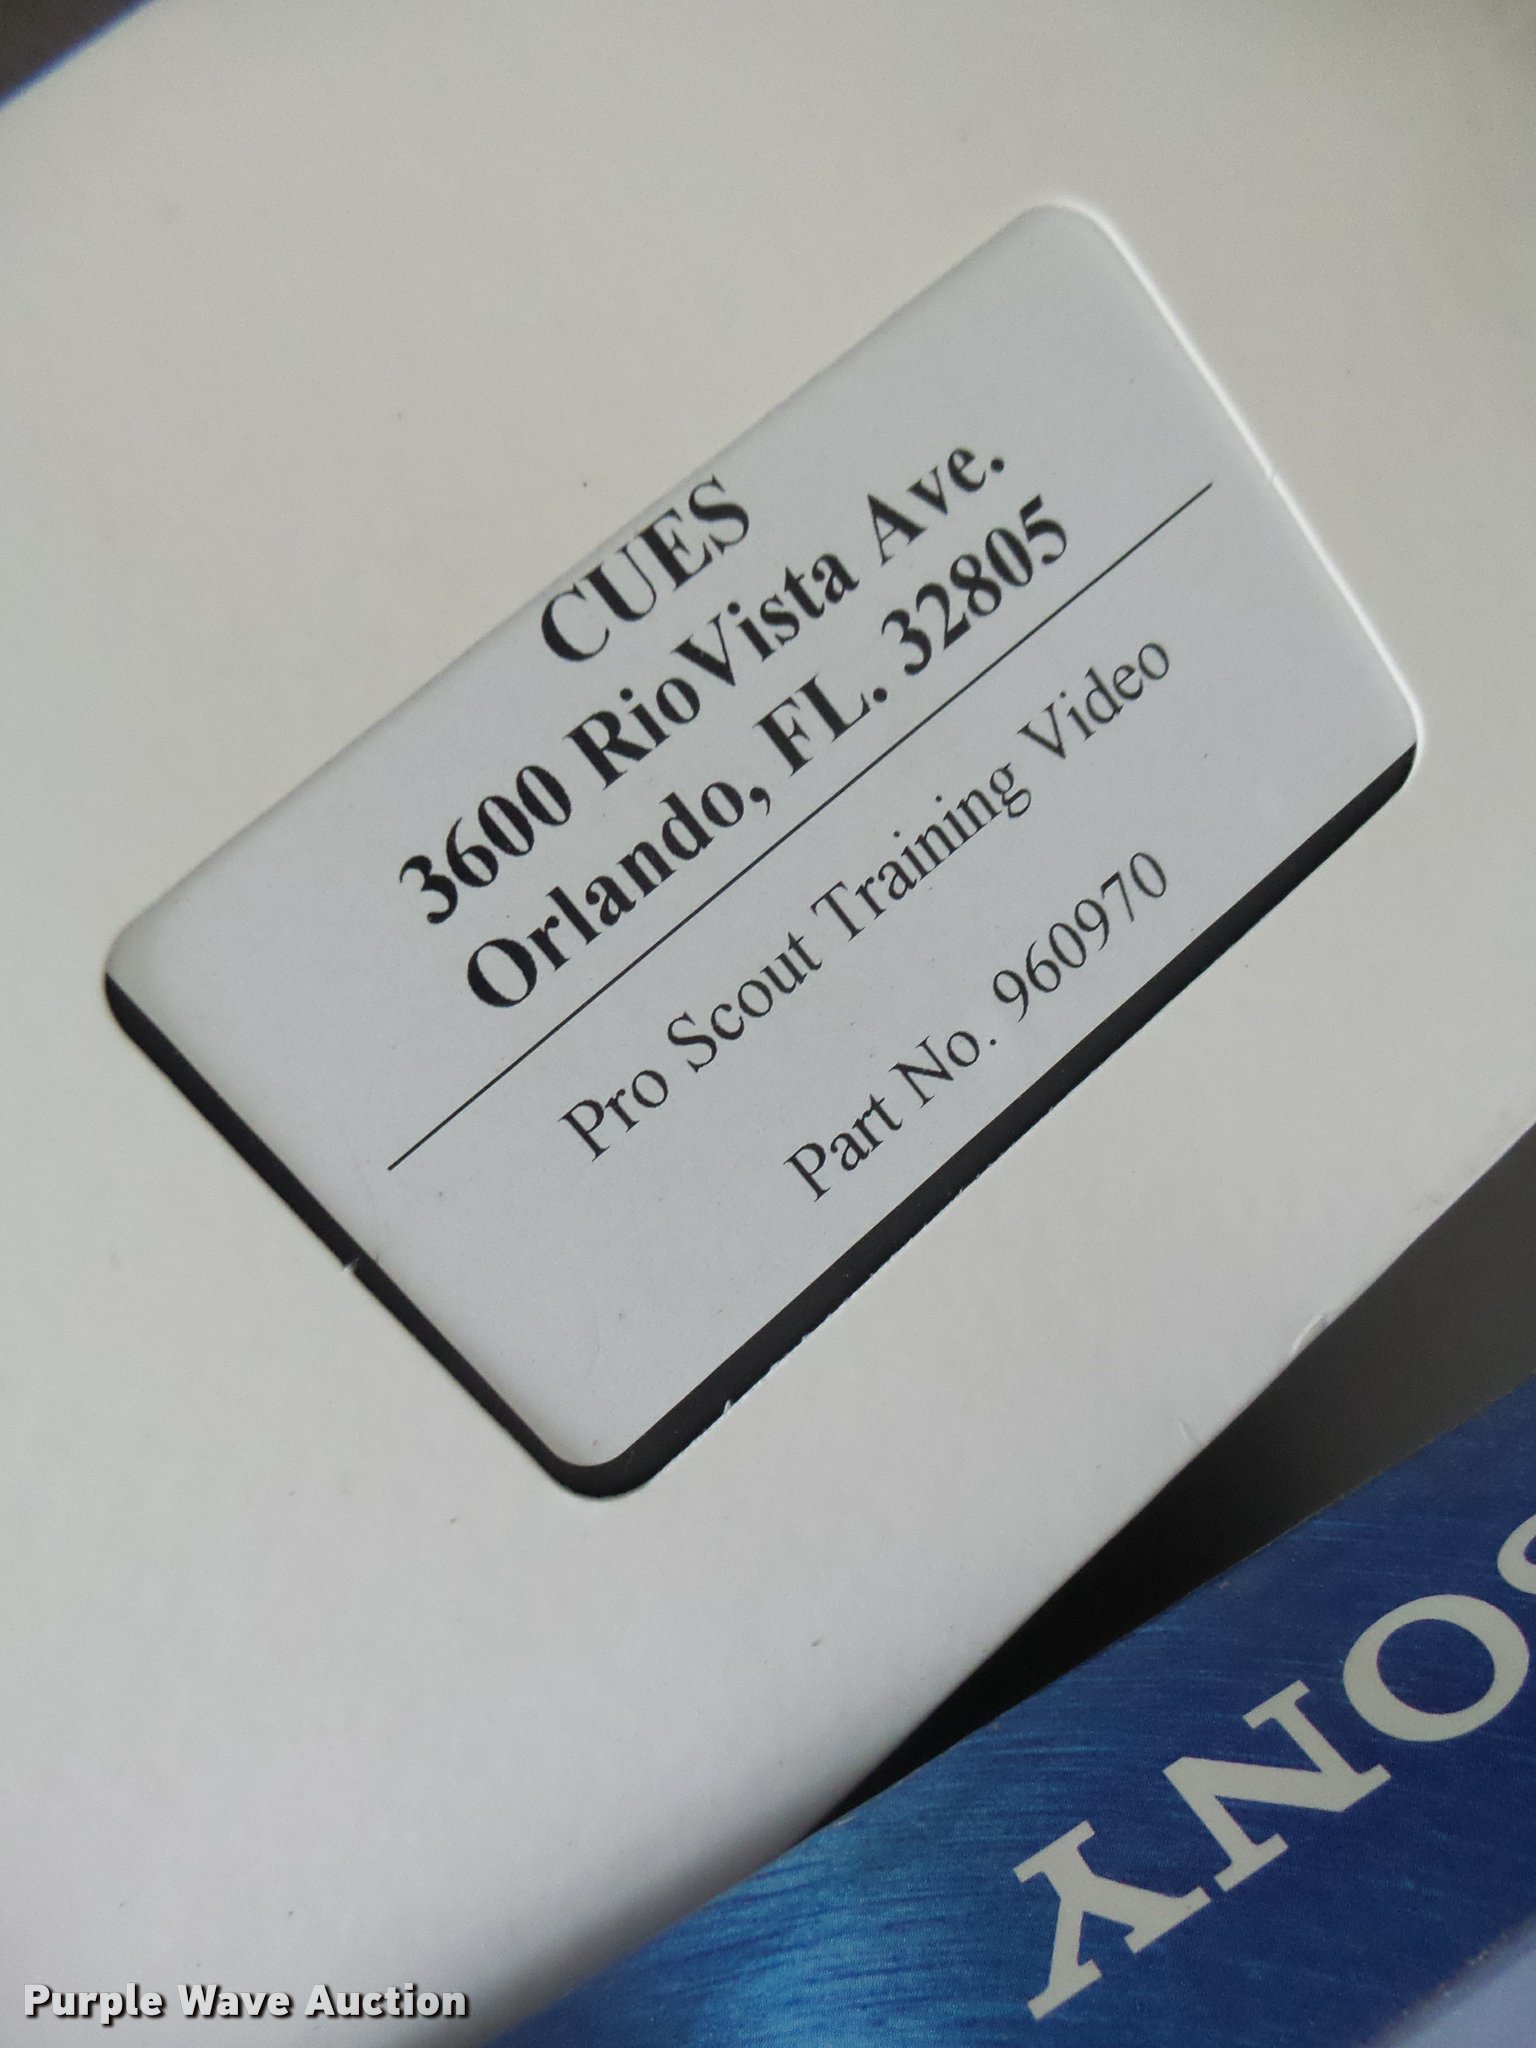 CUES
3600 RioVista Ave.
Orlando, FL. 32805
Pro Scout Training Video
Part No. 960970
SONY
Purple Wave Auction